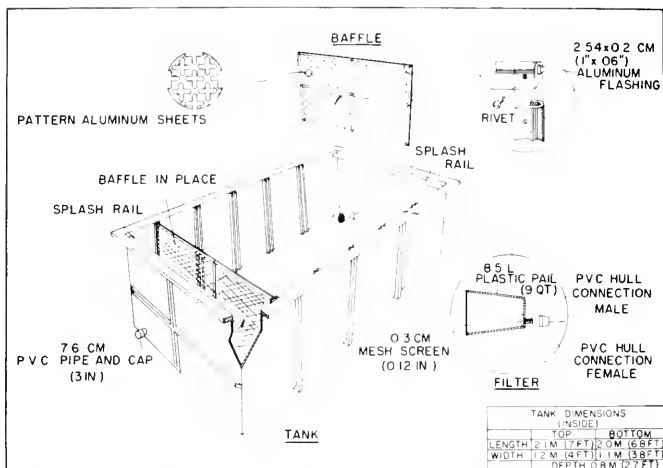 BAFFLE
2 54x0 2 CM
(1" x 06")
ALUMINUM
FLASHING
RIVET
PATTERN ALUMINUM SHEETS
SPLASH
RAIL
BAFFLE IN PLACE
SPLASH RAIL
8 5 L
PLASTIC PAIL
(9 QT)
PVC HULL
CONNECTION
MALE
7 6 CM
PVC PIPE AND CAP
(3 IN)
0 3 CM
MESH SCREEN
(0 12 IN)
PVC HULL
CONNECTION
FEMALE
FILTER
TANK
TANK DIMENSIONS
(INSIDE)
TOP BOTTOM
LENGTH 2 1 M (7 FT) 2 0 M (6 8 FT)
WIDTH 1 2 M (4 FT) 1 1 M (3 8 FT)
DEPTH 0 8 M (2 7 FT)